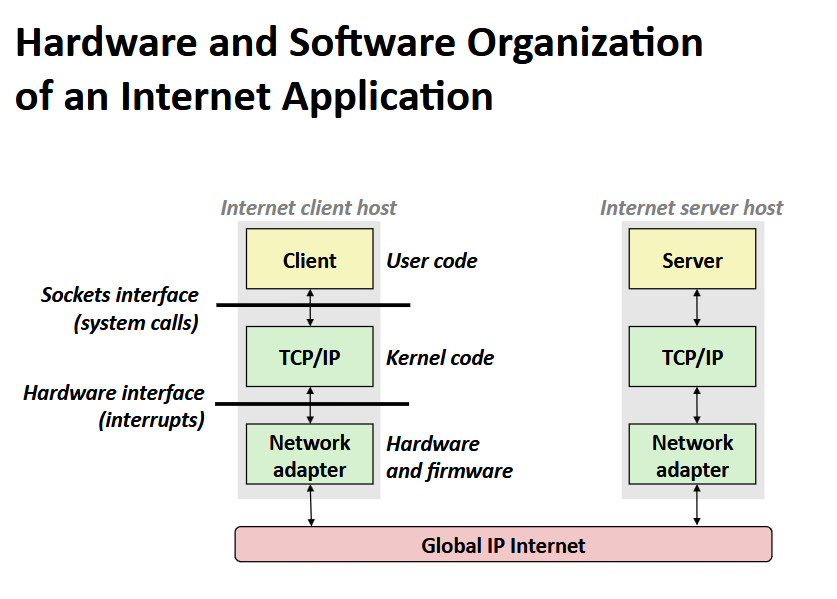 Hardware and Software Organization
of an Internet Application
Internet client host
Internet server host
Client
User code
Server
Sockets interface
(system calls)
TCP/IP
Kernel code
TCP/IP
Hardware interface
(interrupts)
Network
adapter
Hardware
and firmware
Network
adapter
Global IP Internet